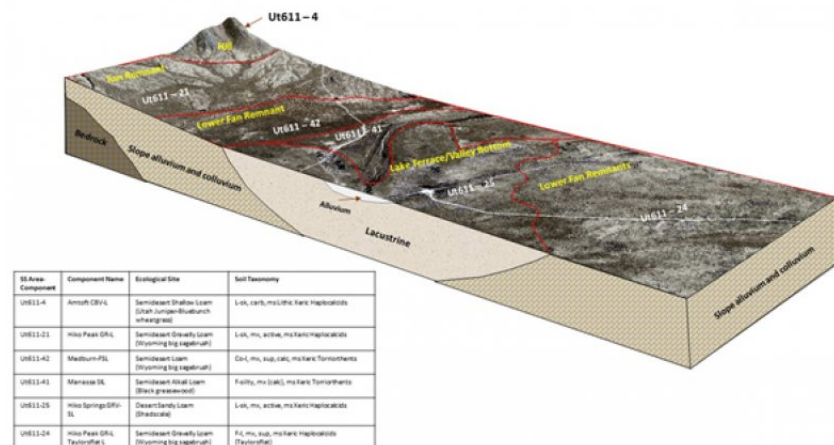 Ut611 – 4
Hill
Fan Remnant
Ut611 – 21
Lower Fan Remnant
Ut611 – 42
Ut611 – 41
Lake Terrace/Valley Bottom
Ut611 – 25
Lower Fan Remnants
Ut611 – 24
Bedrock
Slope alluvium and colluvium
Alluvium
Lacustrine
Slope alluvium and colluvium
SS Area-Component Component Name Ecological Site Soil Taxonomy
Ut611-4 Amtoft CBV-L Semidesert Shallow Loam L-sk, carb, ms Lithic Xeric Haplocalcids
(Utah Juniper-Bluebunch
wheatgrass)
Ut611-21 Hiko Peak GR-L Semidesert Gravelly Loam L-sk, mx, active, ms Xeric Haplocalcids
(Wyoming big sagebrush)
Ut611-42 Medburn-FSL Semidesert Loam Co-l, mx, sup, calc, ms Xeric Torriorthents
(Wyoming big sagebrush)
Ut611-41 Manassa SIL Semidesert Alkali Loam F-silty, mx (calc), ms Xeric Torriorthents
(Black greasewood)
Ut611-25 Hiko Springs GRV- Desert Sandy Loam L-sk, mx, active, ms Xeric Haplocalcids
SL (Shadscale)
Ut611-24 Hiko Peak GR-L Semidesert Gravelly Loam F-l, mx, sup, ms Xeric Haplocalcids
Taylorsflat L (Wyoming big sagebrush) (Taylorsflat)